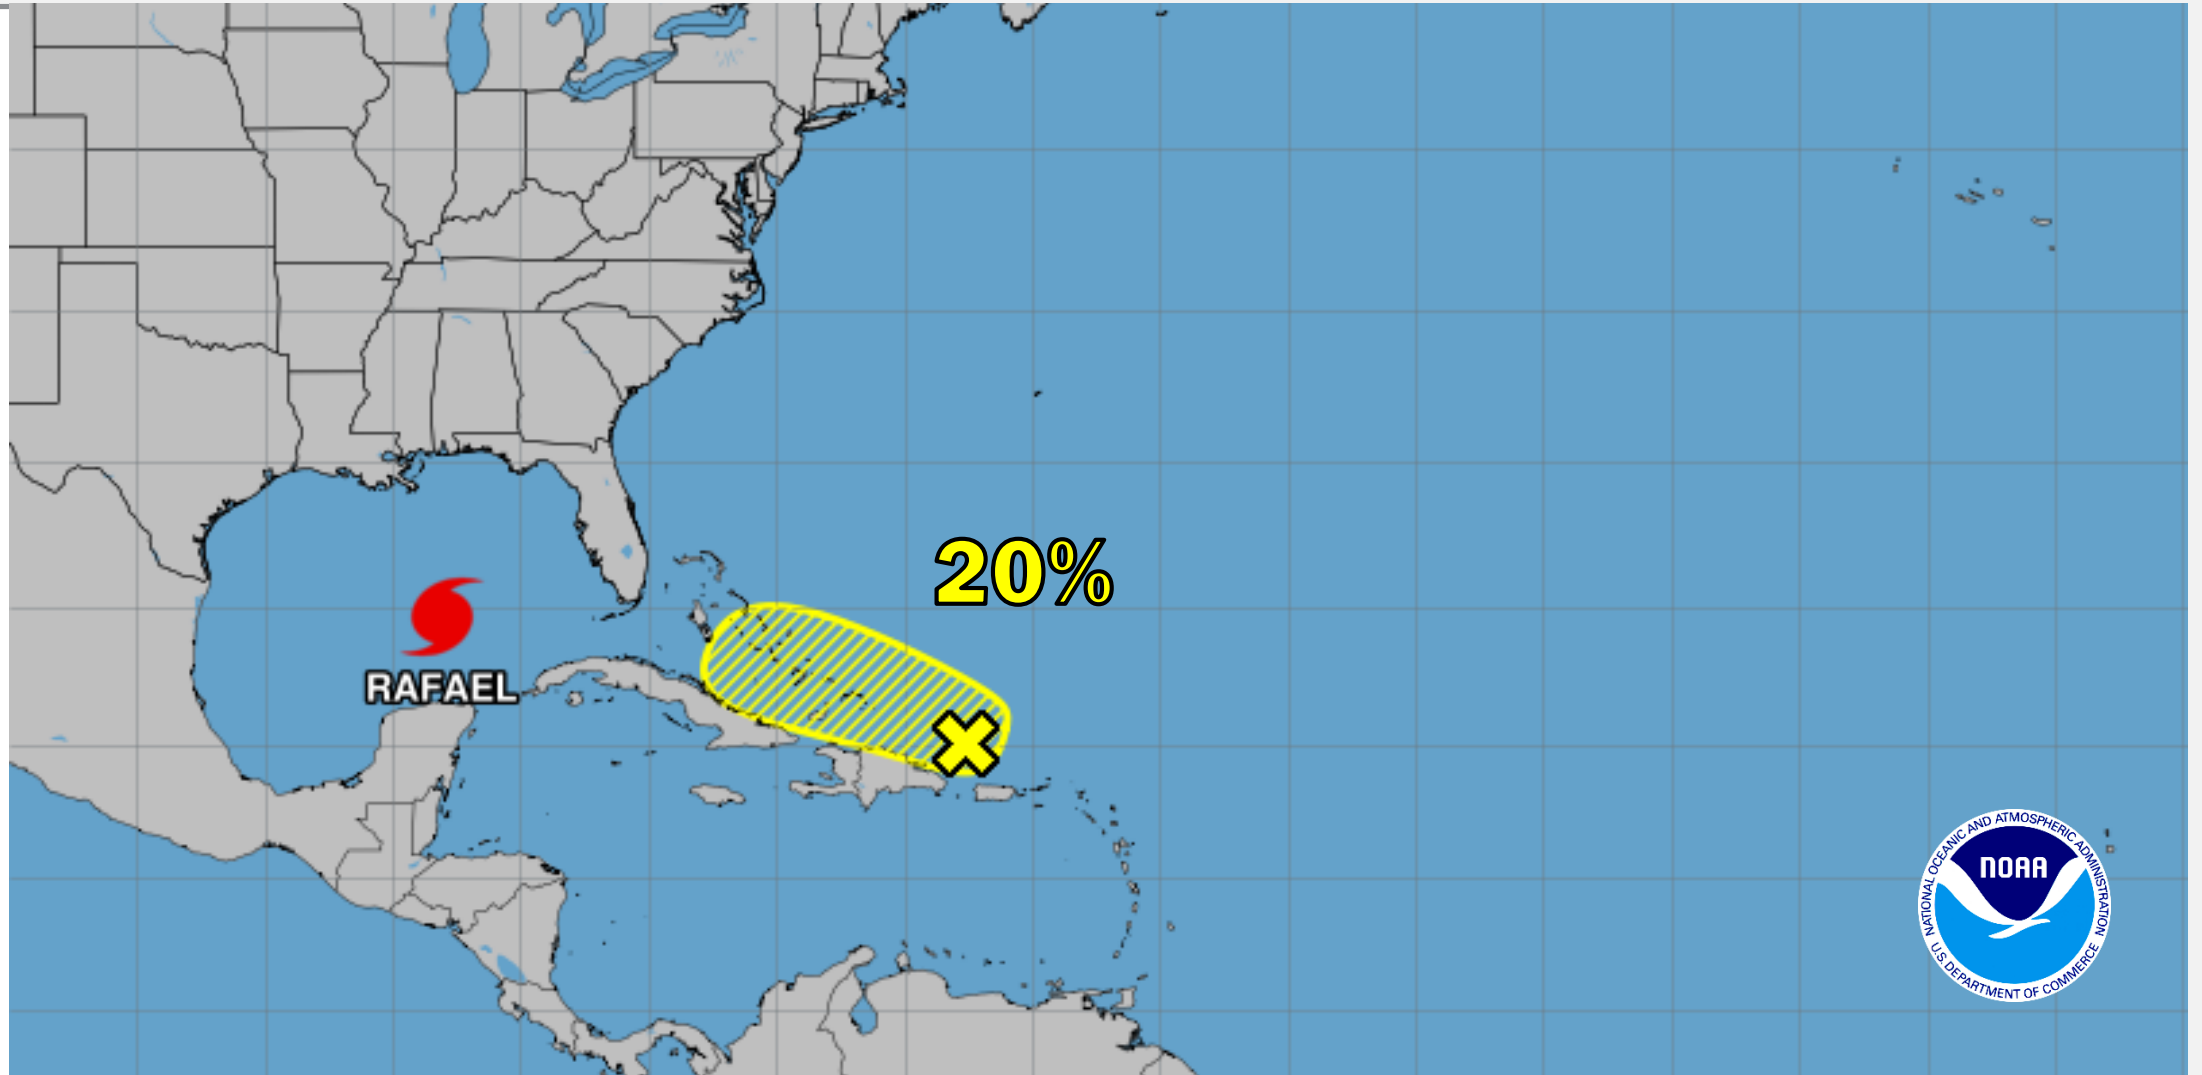 20%
RAFAEL
NATIONAL OCEANIC AND ATMOSPHERIC ADMINISTRATION
NOAA
U.S. DEPARTMENT OF COMMERCE